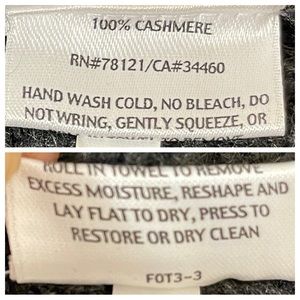 100% CASHMERE
RN#78121/CA#34460
HAND WASH COLD, NO BLEACH, DO
NOT WRING, GENTLY SQUEEZE, OR
ROLL IN TOWEL TO REMOVE
EXCESS MOISTURE, RESHAPE AND
LAY FLAT TO DRY, PRESS TO
RESTORE OR DRY CLEAN
F0T3-3